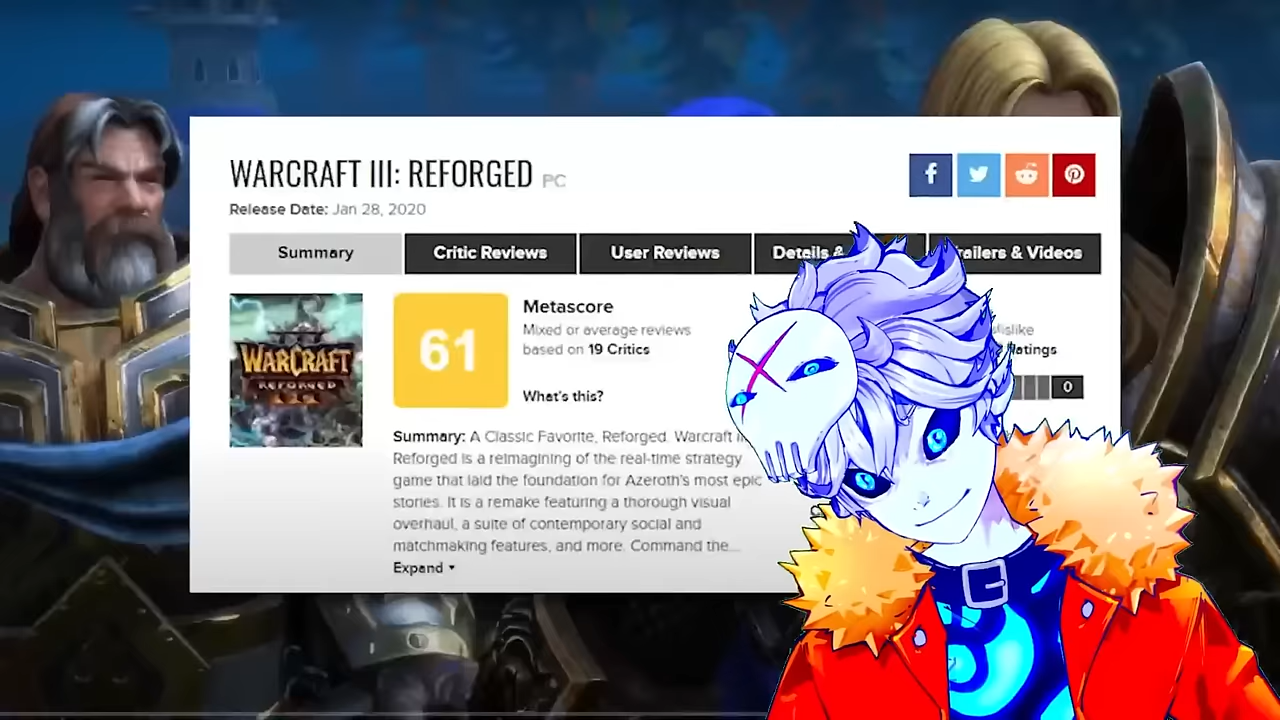 WARCRAFT III: REFORGED PC
Release Date: Jan 28, 2020
Summary
Critic Reviews
User Reviews
Details &
Trailers & Videos
WARCRAFT
REFORGED
III
61
Metascore
Mixed or average reviews
based on 19 Critics
What's this?
dislike
Ratings
0
Summary: A Classic Favorite, Reforged. Warcraft
Reforged is a reimagining of the real-time strategy
game that laid the foundation for Azeroth's most epic
stories. It is a remake featuring a thorough visual
overhaul, a suite of contemporary social and
matchmaking features, and more. Command the...
Expand